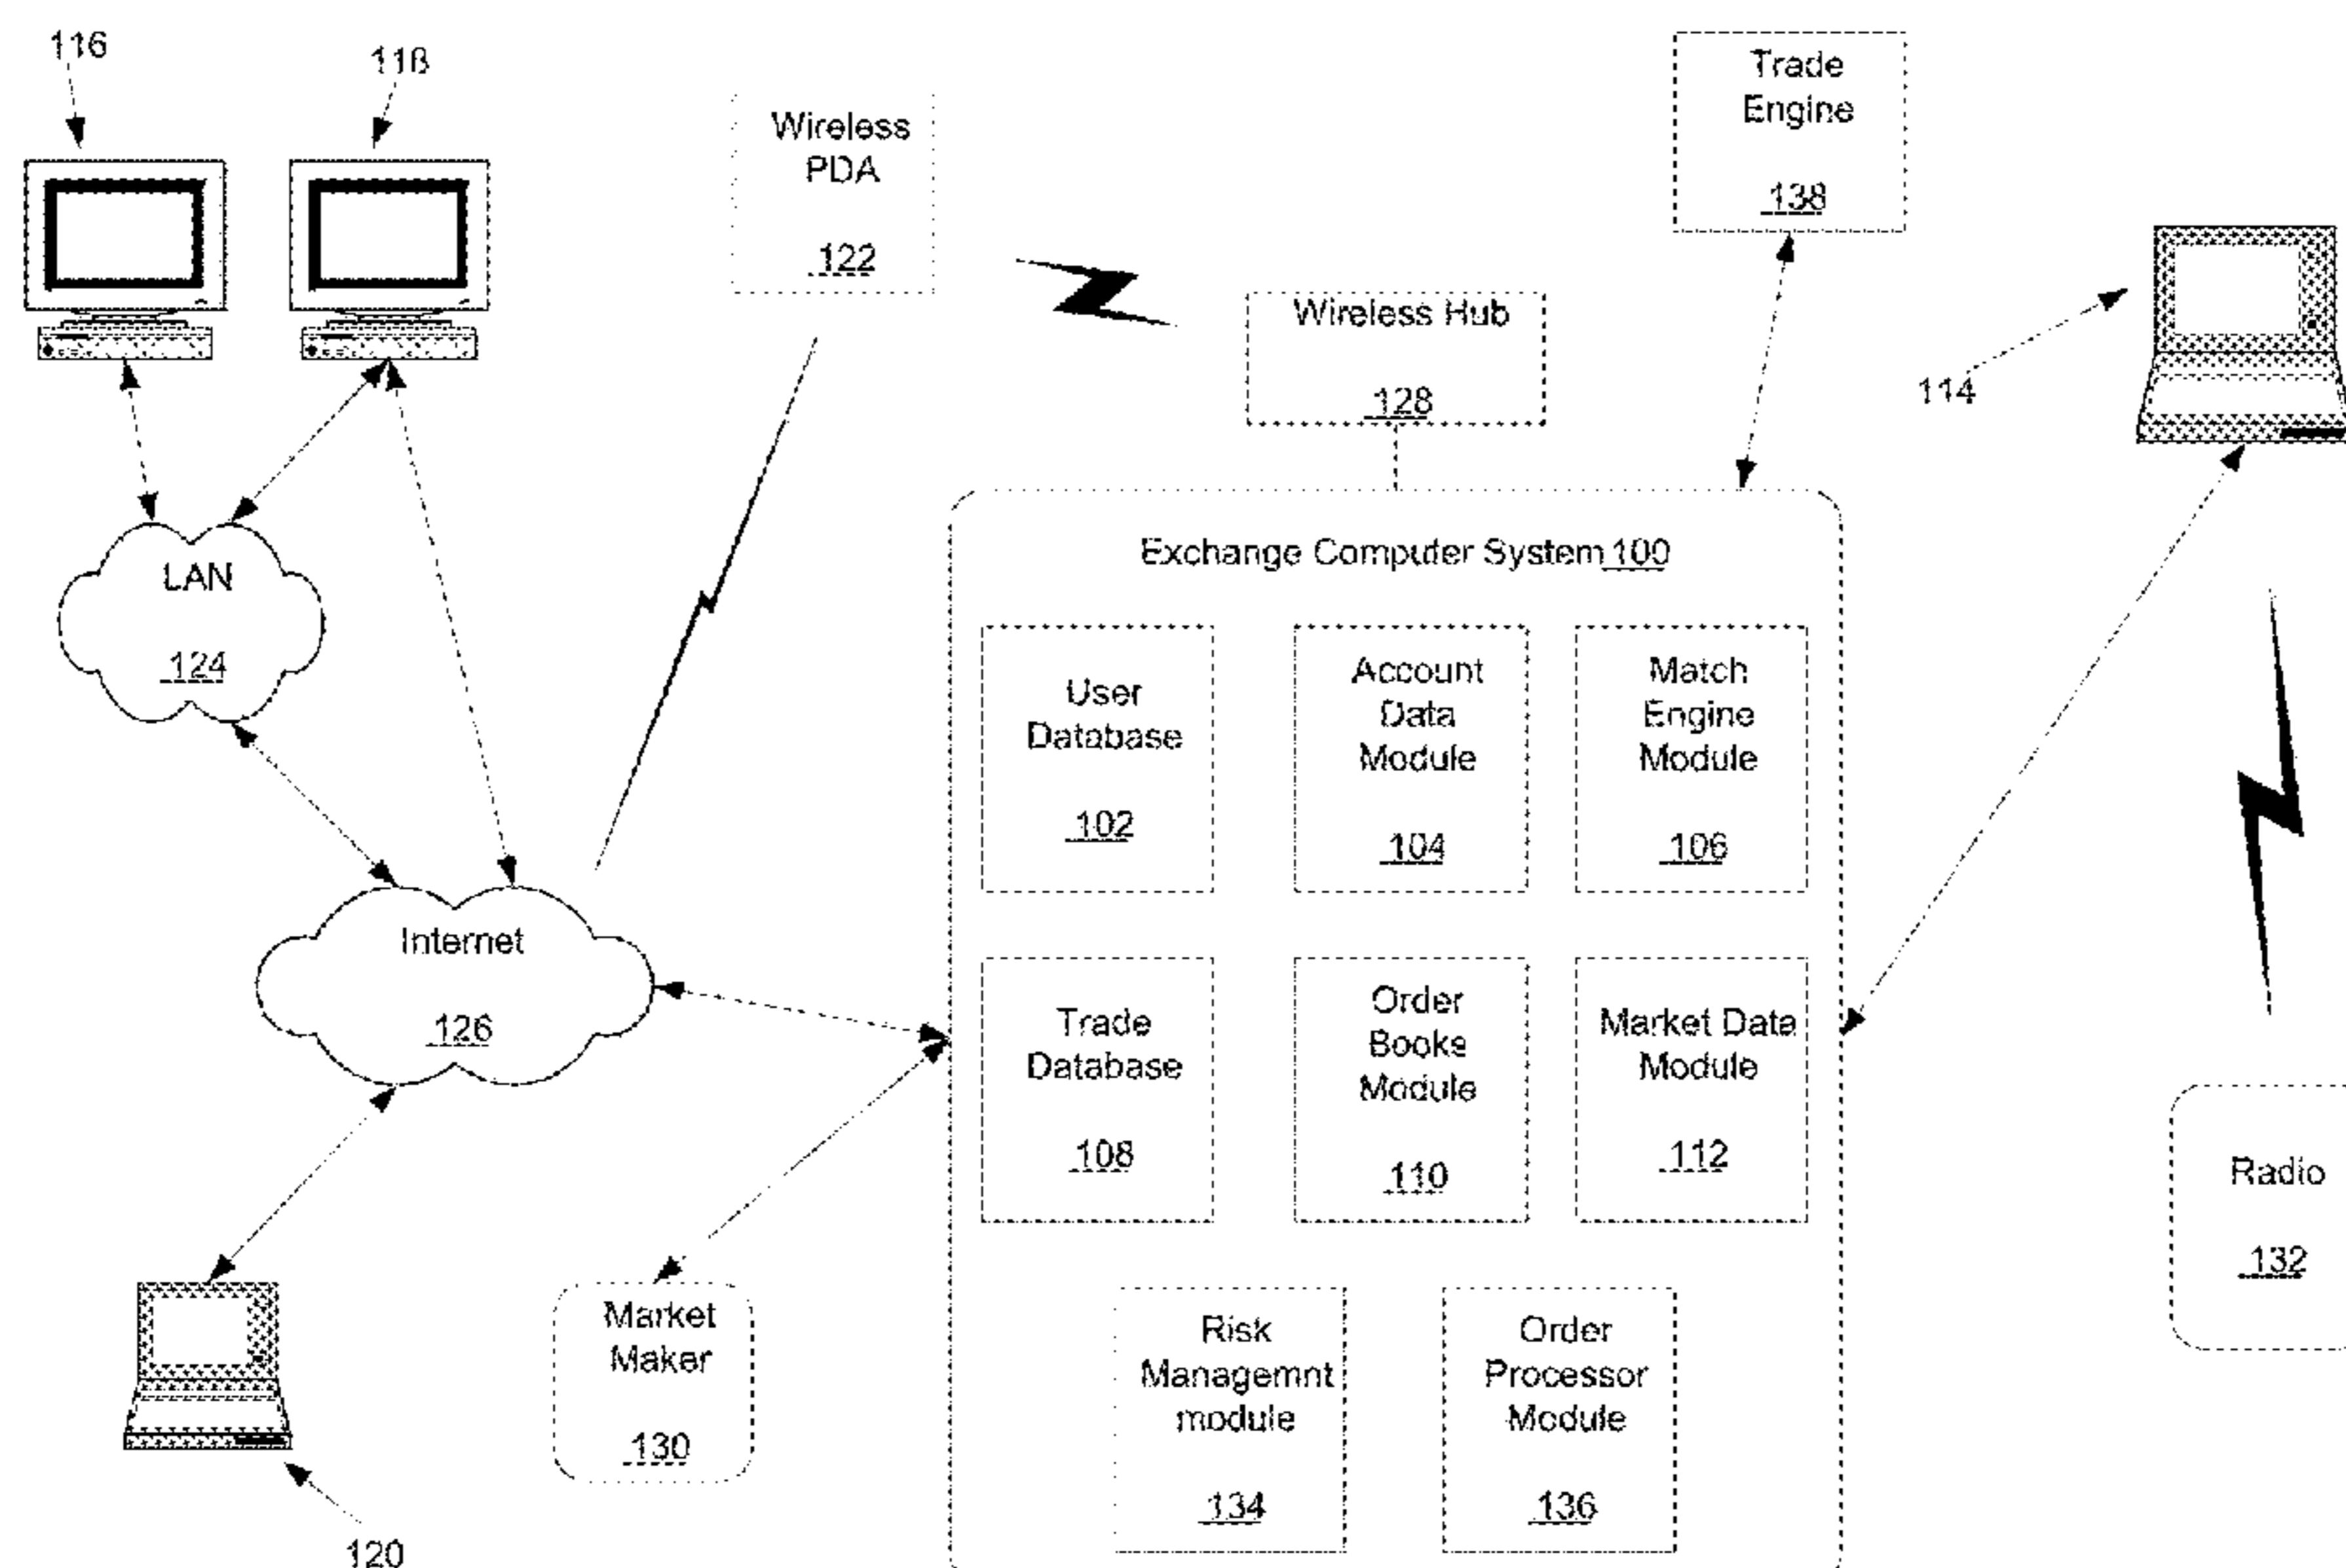 116
118
Wireless
PDA
122
Trade
Engine
138
Wireless Hub
128
114
LAN
124
Exchange Computer System 100
User
Database
102
Account
Data
Module
104
Match
Engine
Module
106
Internet
126
Trade
Database
108
Order
Books
Module
110
Market Data
Module
112
Radio
132
Market
Maker
130
Risk
Managemnt
module
134
Order
Processor
Module
136
120